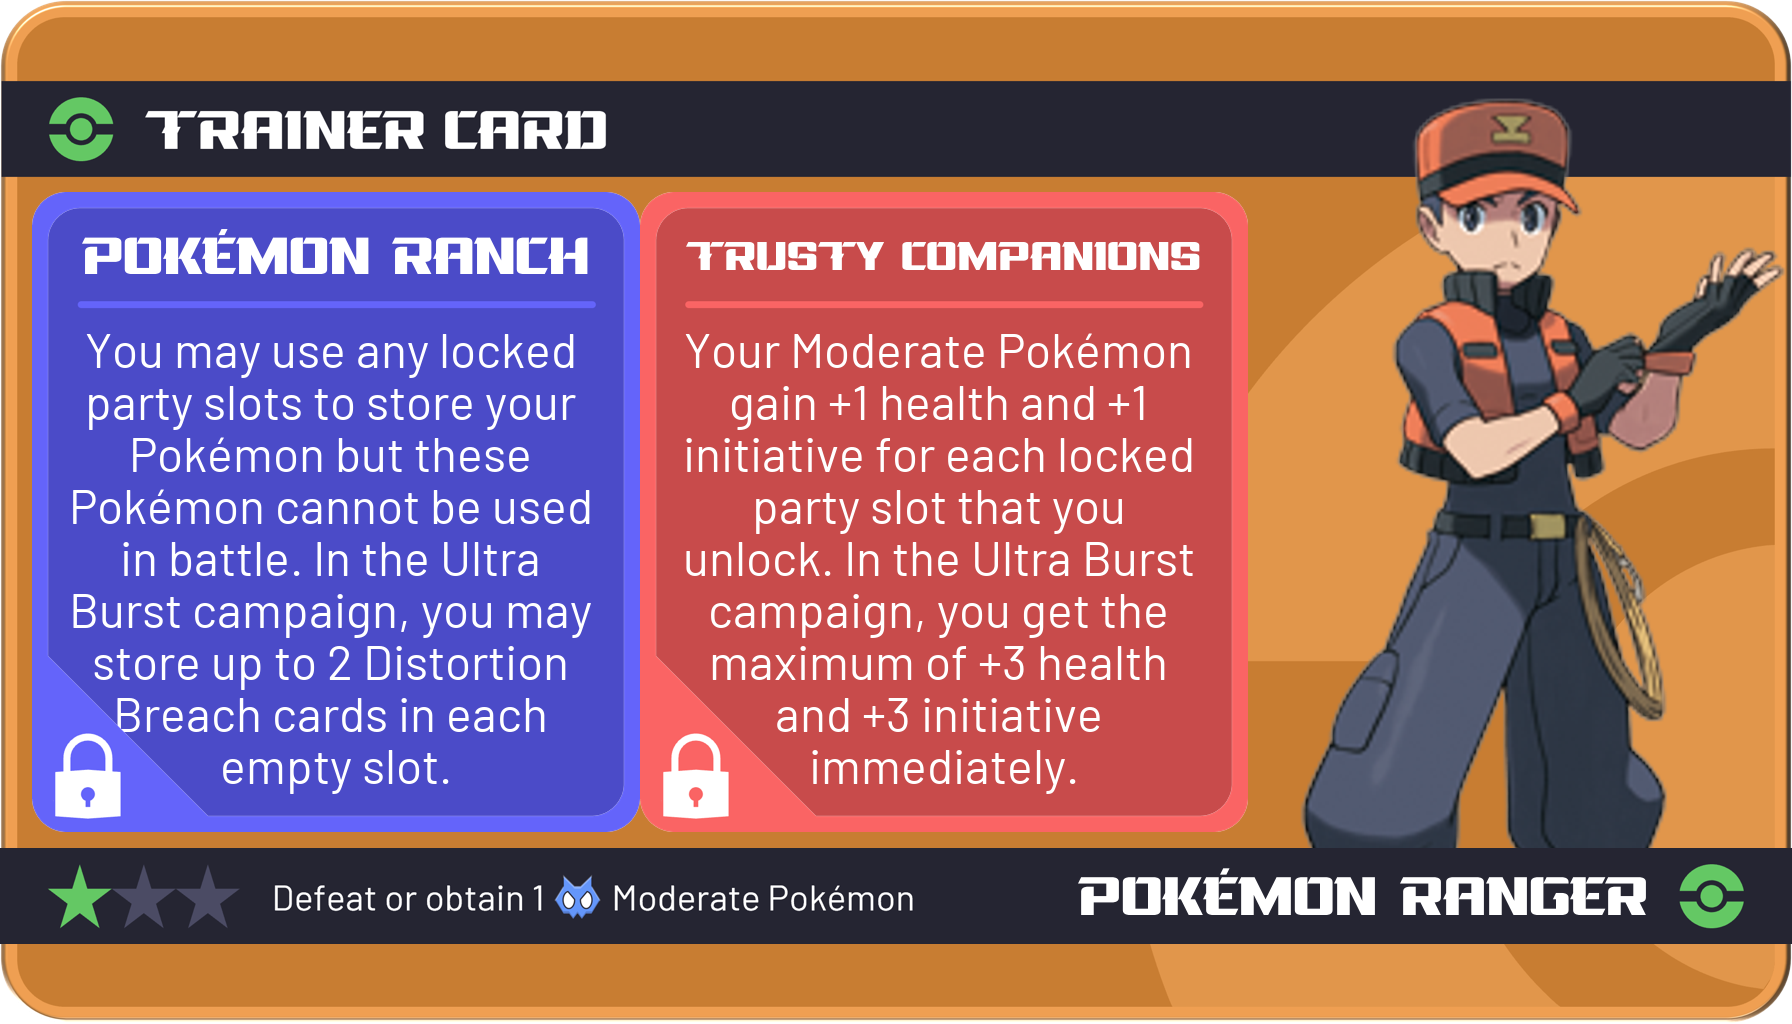 TRAINER CARD
POKÉMON RANCH
You may use any locked
party slots to store your
Pokémon but these
Pokémon cannot be used
in battle. In the Ultra
Burst campaign, you may
store up to 2 Distortion
Breach cards in each
empty slot.
TRUSTY COMPANIONS
Your Moderate Pokémon
gain +1 health and +1
initiative for each locked
party slot that you
unlock. In the Ultra Burst
campaign, you get the
maximum of +3 health
and +3 initiative
immediately.
Defeat or obtain 1 Moderate Pokémon
POKÉMON RANGER